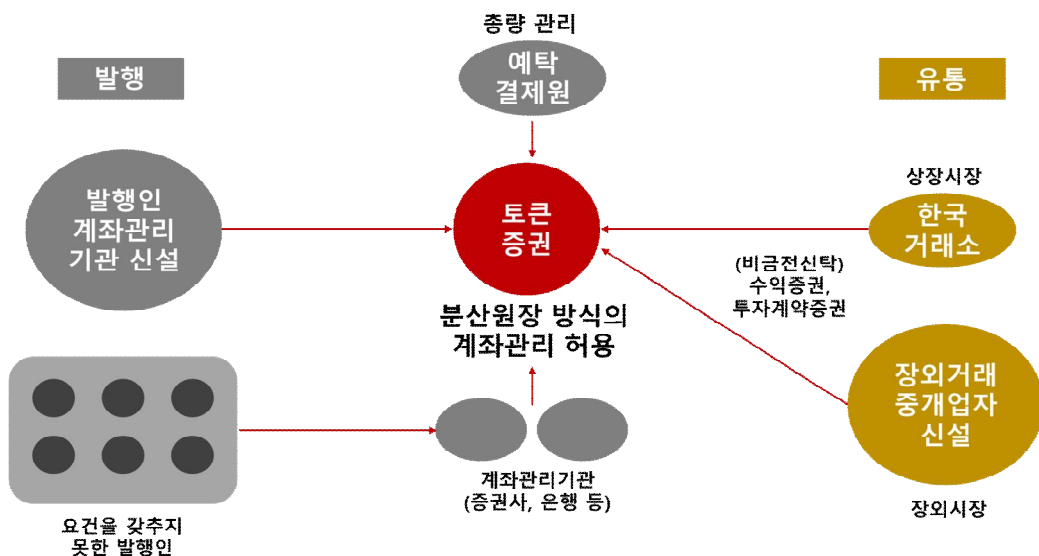 발행
총량 관리
예탁
결제원
유통
발행인
계좌관리
기관 신설
토큰
증권
분산원장 방식의
계좌관리 허용
상장시장
한국
거래소
(비금전신탁)
수익증권,
투자계약증권
장외거래
중개업자
신설
장외시장
계좌관리기관
(증권사, 은행 등)
요건을 갖추지
못한 발행인